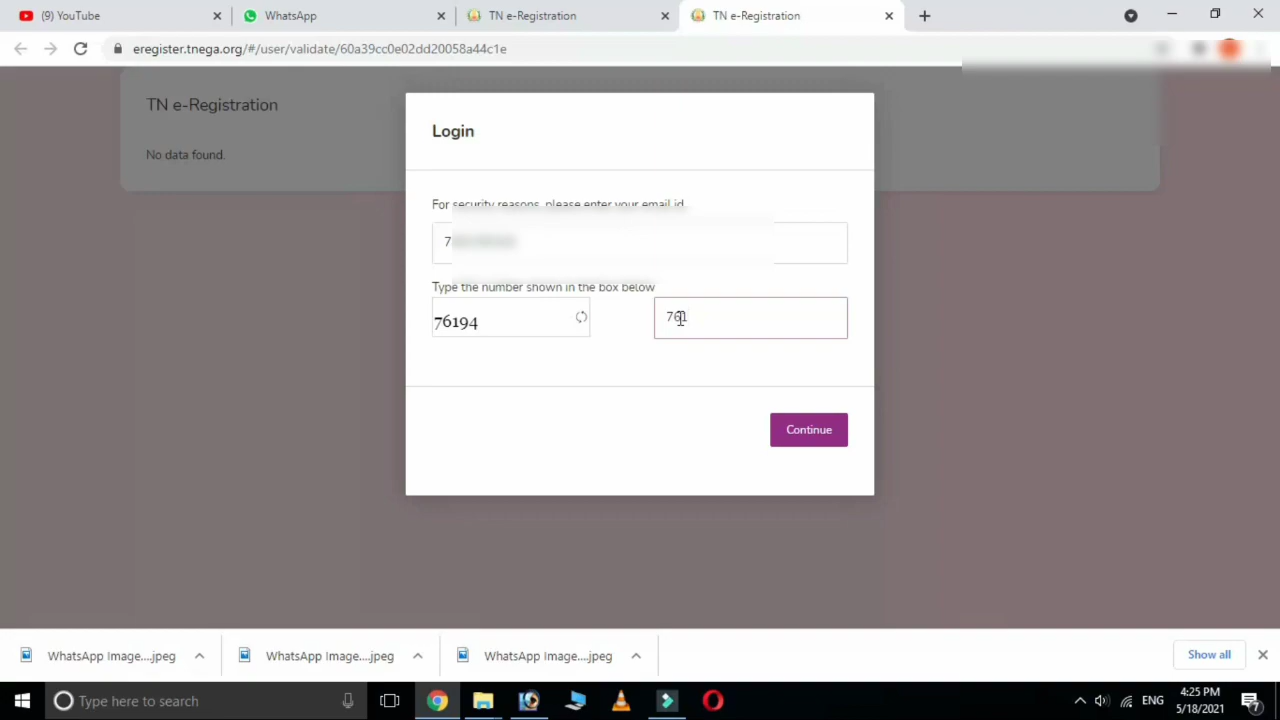 (9) YouTube
WhatsApp
TN e-Registration
TN e-Registration
eregister.tnega.org/#/user/validate/60a39cc0e02dd20058a44c1e
TN e-Registration
No data found.
Login
For security reasons, please enter your email id
7
Type the number shown in the box below
76194
761
Continue
WhatsApp Image....jpeg
WhatsApp Image....jpeg
WhatsApp Image....jpeg
Show all
Type here to search
ENG
4:25 PM
5/18/2021
7